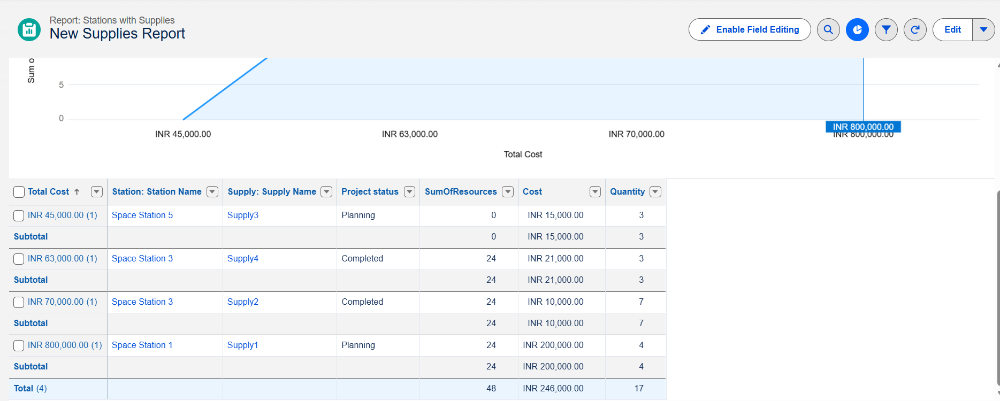 Report: Stations with Supplies
New Supplies Report
Enable Field Editing
Edit
Sum o
5
0
INR 45,000.00 INR 63,000.00 INR 70,000.00 INR 800,000.00
INR 800,000.00
Total Cost
Total Cost ↑ Station: Station Name Supply: Supply Name Project status SumOfResources Cost Quantity
INR 45,000.00 (1) Space Station 5 Supply3 Planning 0 INR 15,000.00 3
Subtotal 0 INR 15,000.00 3
INR 63,000.00 (1) Space Station 3 Supply4 Completed 24 INR 21,000.00 3
Subtotal 24 INR 21,000.00 3
INR 70,000.00 (1) Space Station 3 Supply2 Completed 24 INR 10,000.00 7
Subtotal 24 INR 10,000.00 7
INR 800,000.00 (1) Space Station 1 Supply1 Planning 24 INR 200,000.00 4
Subtotal 24 INR 200,000.00 4
Total (4) 48 INR 246,000.00 17